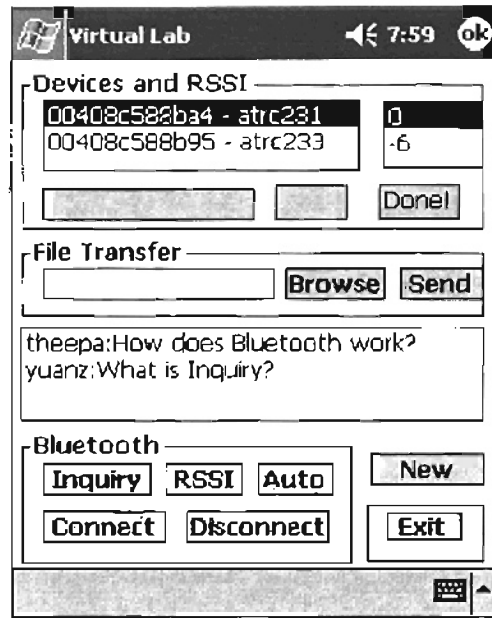 Virtual Lab 7:59 ok
Devices and RSSI
00408c588ba4 - atrc231 0
00408c588b95 - atrc233 -6
Done!
File Transfer
Browse Send
theepa:How does Bluetooth work?
yuanz:What is Inquiry?
Bluetooth
Inquiry RSSI Auto New
Connect Disconnect Exit